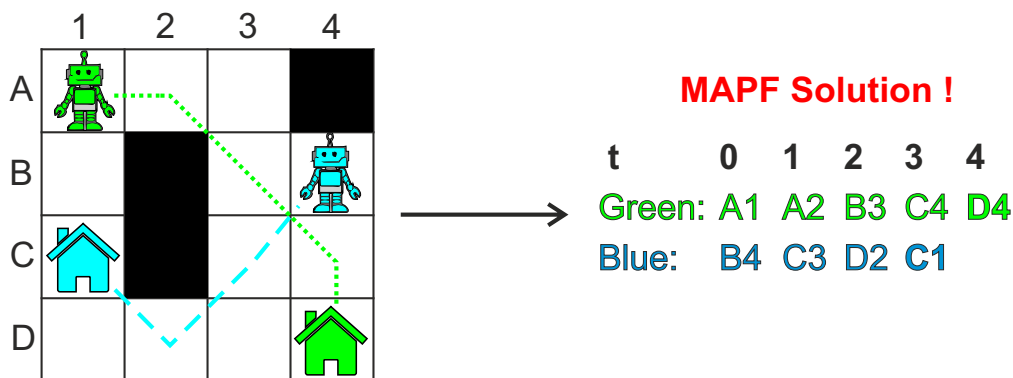 1 2 3 4
A
B
C
D
MAPF Solution !
t 0 1 2 3 4
Green: A1 A2 B3 C4 D4
Blue: B4 C3 D2 C1